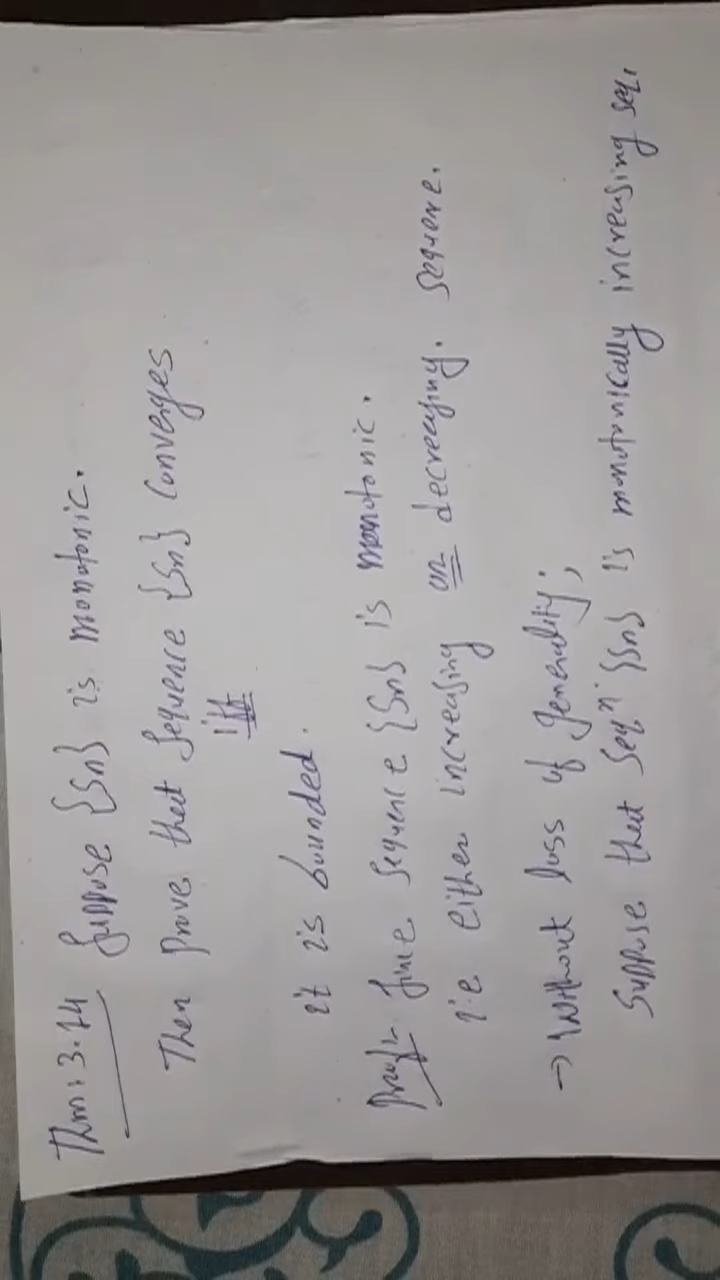 Thm: 3.14 Suppose {Sn} is monotonic.
Then prove that sequence {Sn} converges
iff
it is bounded.
Proof:- Since sequence {Sn} is monotonic.
i.e either increasing or decreasing. sequence.
→ Without loss of generality;
Suppose that seqⁿ {Sn} is monotonically increasing seq.